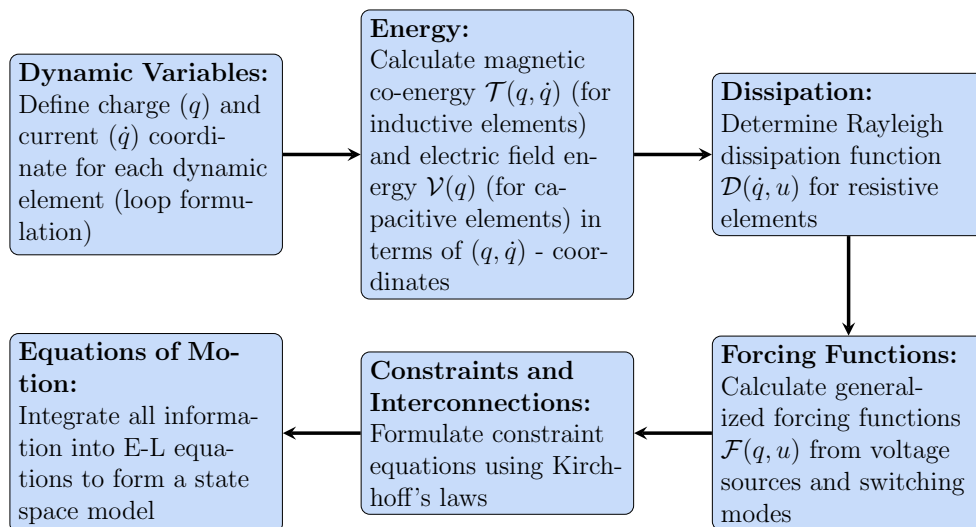 Dynamic Variables:
Define charge (q) and
current (q̇) coordi-
nate for each dynamic
element (loop formu-
lation)
Energy:
Calculate magnetic
co-energy 𝒯(q, q̇) (for
inductive elements)
and electric field en-
ergy 𝒱(q) (for ca-
pacitive elements) in
terms of (q, q̇) - coor-
dinates
Dissipation:
Determine Rayleigh
dissipation function
𝒟(q̇, u) for resistive
elements
Forcing Functions:
Calculate general-
ized forcing functions
ℱ(q, u) from voltage
sources and switching
modes
Constraints and
Interconnections:
Formulate constraint
equations using Kirch-
hoff's laws
Equations of Mo-
tion:
Integrate all informa-
tion into E-L equa-
tions to form a state
space model